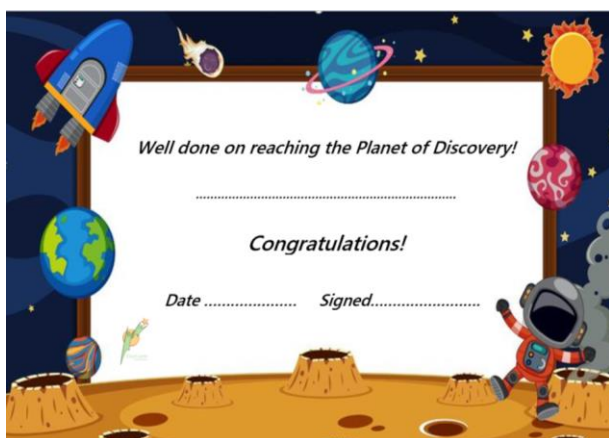 Well done on reaching the Planet of Discovery!
......................................................................
Congratulations!
Date ..................... Signed.........................